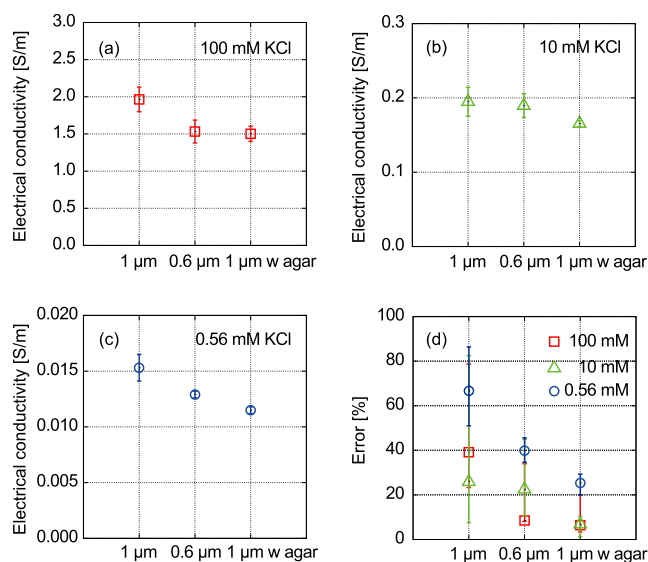 (a) 100 mM KCl
Electrical conductivity [S/m]
3.0
2.5
2.0
1.5
1.0
0.5
0.0
1 µm 0.6 µm 1 µm w agar
(b) 10 mM KCl
Electrical conductivity [S/m]
0.3
0.2
0.1
0.0
1 µm 0.6 µm 1 µm w agar
(c) 0.56 mM KCl
Electrical conductivity [S/m]
0.020
0.015
0.010
0.005
0.000
1 µm 0.6 µm 1 µm w agar
(d)
100 mM
10 mM
0.56 mM
Error [%]
100
80
60
40
20
0
1 µm 0.6 µm 1 µm w agar